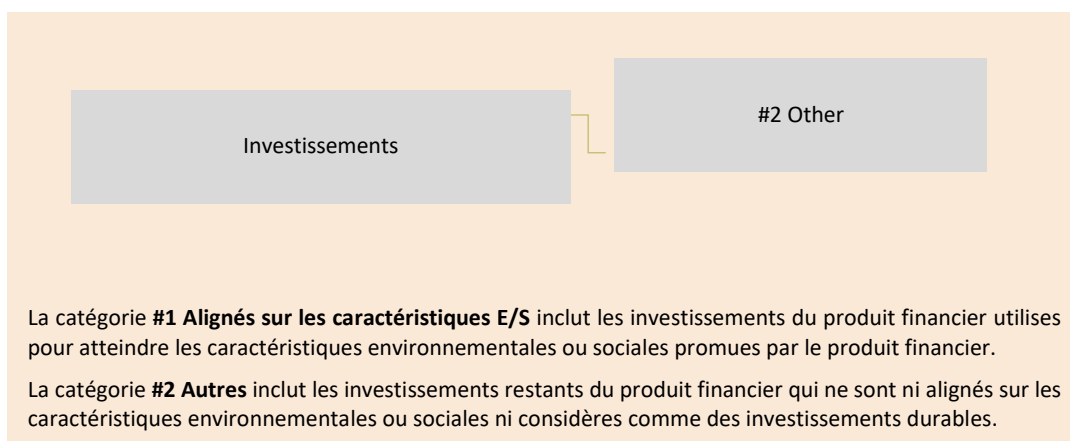 #2 Other
Investissements
La catégorie #1 Alignés sur les caractéristiques E/S inclut les investissements du produit financier utilises
pour atteindre les caractéristiques environnementales ou sociales promues par le produit financier.
La catégorie #2 Autres inclut les investissements restants du produit financier qui ne sont ni alignés sur les
caractéristiques environnementales ou sociales ni considères comme des investissements durables.